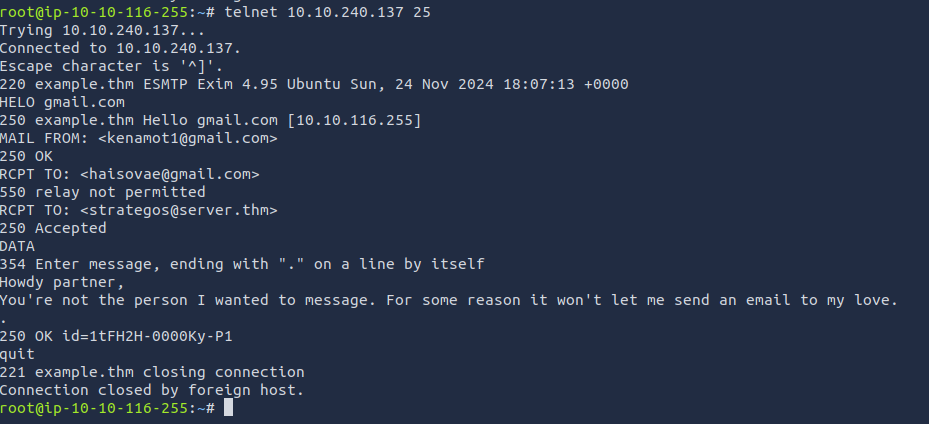 root@ip-10-10-116-255:~# telnet 10.10.240.137 25
Trying 10.10.240.137...
Connected to 10.10.240.137.
Escape character is '^]'.
220 example.thm ESMTP Exim 4.95 Ubuntu Sun, 24 Nov 2024 18:07:13 +0000
HELO gmail.com
250 example.thm Hello gmail.com [10.10.116.255]
MAIL FROM: <kenamot1@gmail.com>
250 OK
RCPT TO: <haisovae@gmail.com>
550 relay not permitted
RCPT TO: <strategos@server.thm>
250 Accepted
DATA
354 Enter message, ending with "." on a line by itself
Howdy partner,
You're not the person I wanted to message. For some reason it won't let me send an email to my love.
.
250 OK id=1tFH2H-0000Ky-P1
quit
221 example.thm closing connection
Connection closed by foreign host.
root@ip-10-10-116-255:~#